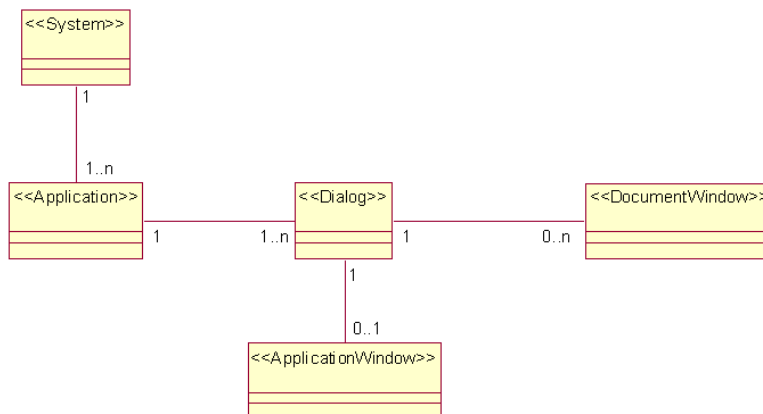 <<System>>
1
1..n
<<Application>>
<<Dialog>>
<<DocumentWindow>>
1
1..n
1
0..n
1
0..1
<<ApplicationWindow>>